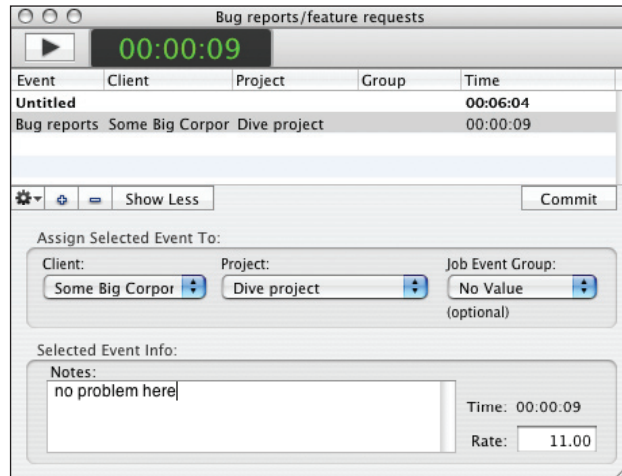 Bug reports/feature requests
00:00:09
Event Client Project Group Time
Untitled 00:06:04
Bug reports Some Big Corpor Dive project 00:00:09
Show Less Commit
Assign Selected Event To:
Client: Project: Job Event Group:
Some Big Corpor Dive project No Value
(optional)
Selected Event Info:
Notes:
no problem here
Time: 00:00:09
Rate: 11.00